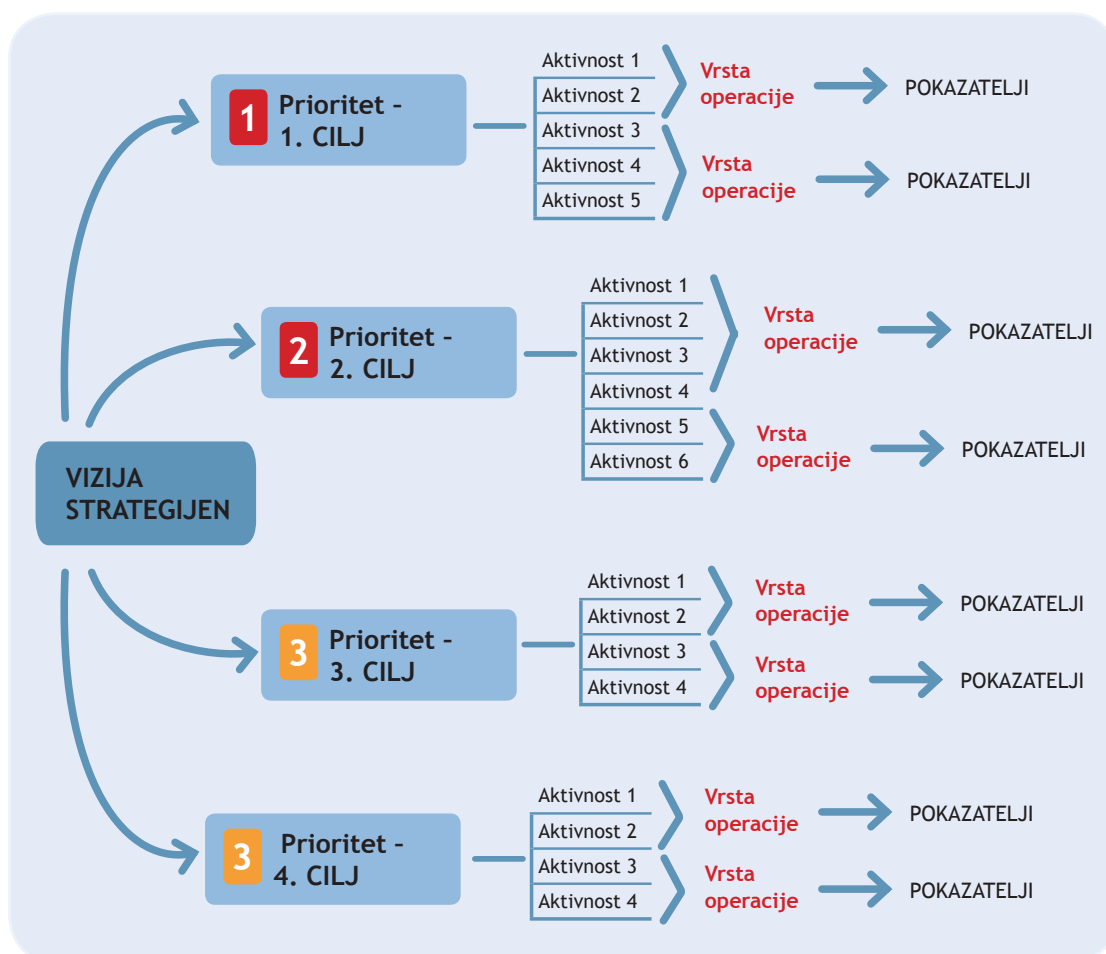 1
Prioritet –
1. CILJ
Aktivnost 1
Aktivnost 2
Aktivnost 3
Aktivnost 4
Aktivnost 5
Vrsta
operacije
POKAZATELJI
Vrsta
operacije
POKAZATELJI
2
Prioritet –
2. CILJ
Aktivnost 1
Aktivnost 2
Aktivnost 3
Aktivnost 4
Aktivnost 5
Aktivnost 6
Vrsta
operacije
POKAZATELJI
Vrsta
operacije
POKAZATELJI
VIZIJA
STRATEGIJEN
3
Prioritet –
3. CILJ
Aktivnost 1
Aktivnost 2
Aktivnost 3
Aktivnost 4
Vrsta
operacije
POKAZATELJI
Vrsta
operacije
POKAZATELJI
3
Prioritet –
4. CILJ
Aktivnost 1
Aktivnost 2
Aktivnost 3
Aktivnost 4
Vrsta
operacije
POKAZATELJI
Vrsta
operacije
POKAZATELJI